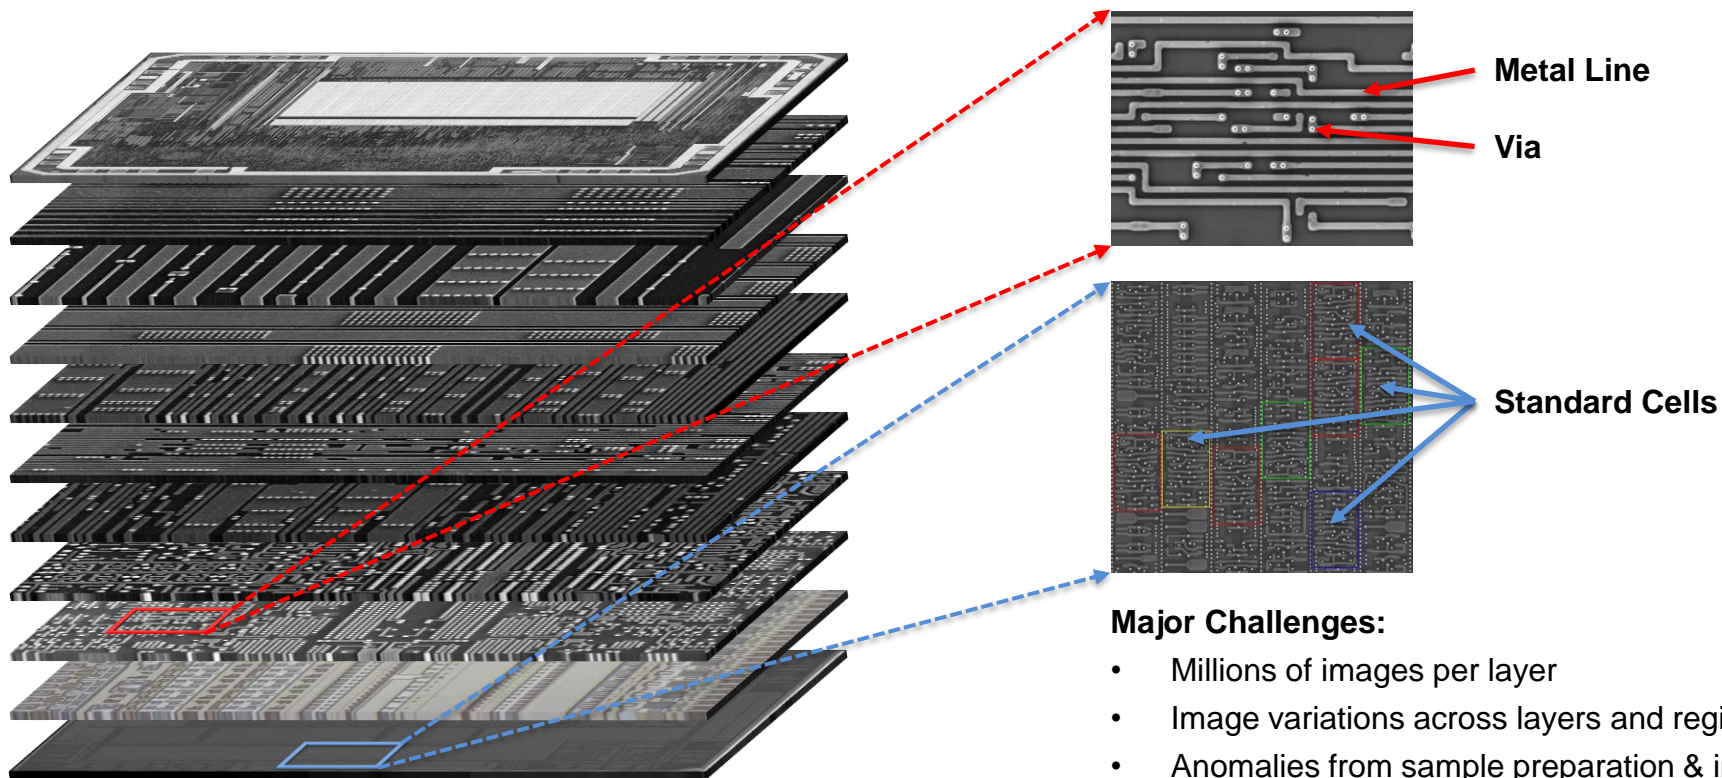 Metal Line
Via
Standard Cells
Major Challenges:
• Millions of images per layer
• Image variations across layers and regi
• Anomalies from sample preparation & i